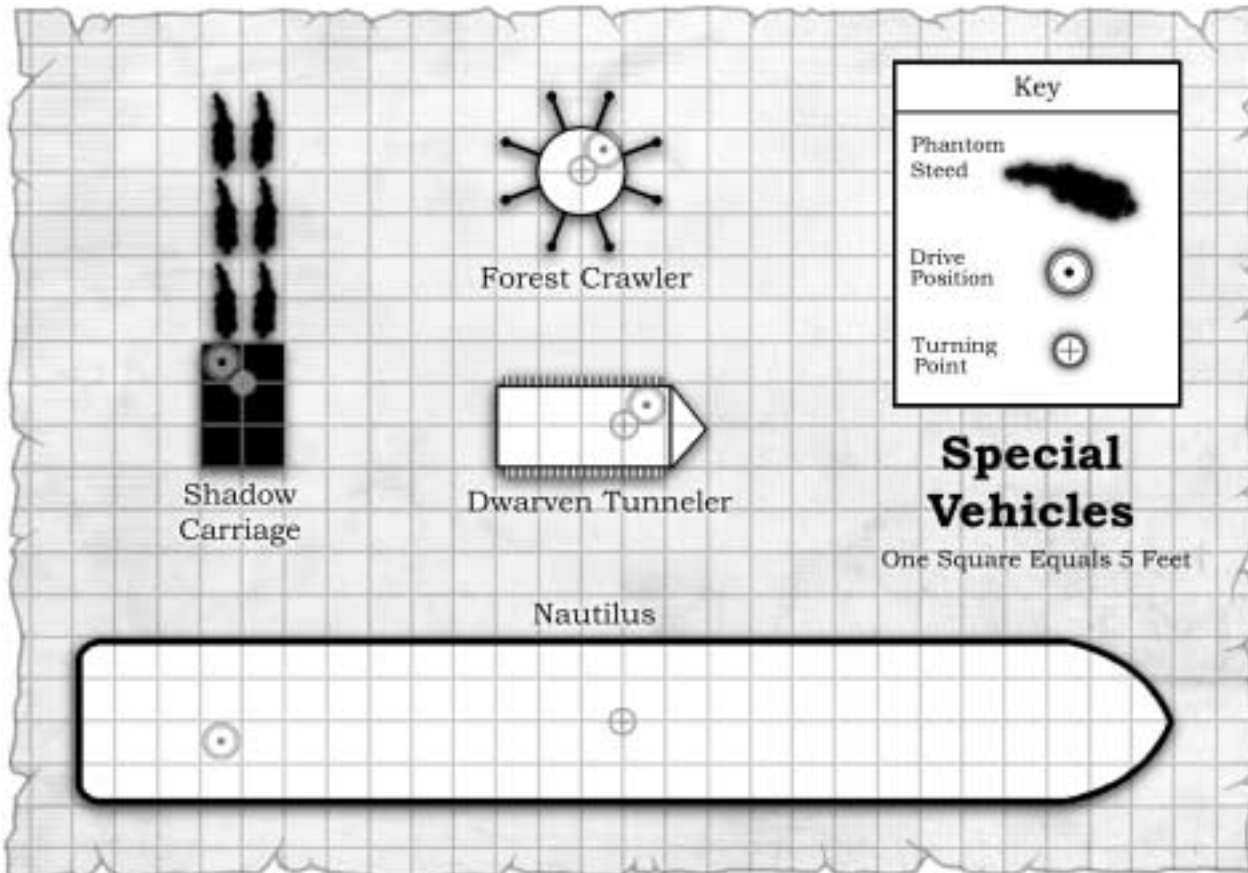 Key
Phantom
Steed
Drive
Position
Turning
Point
Forest Crawler
Shadow
Carriage
Dwarven Tunneler
Special
Vehicles
One Square Equals 5 Feet
Nautilus